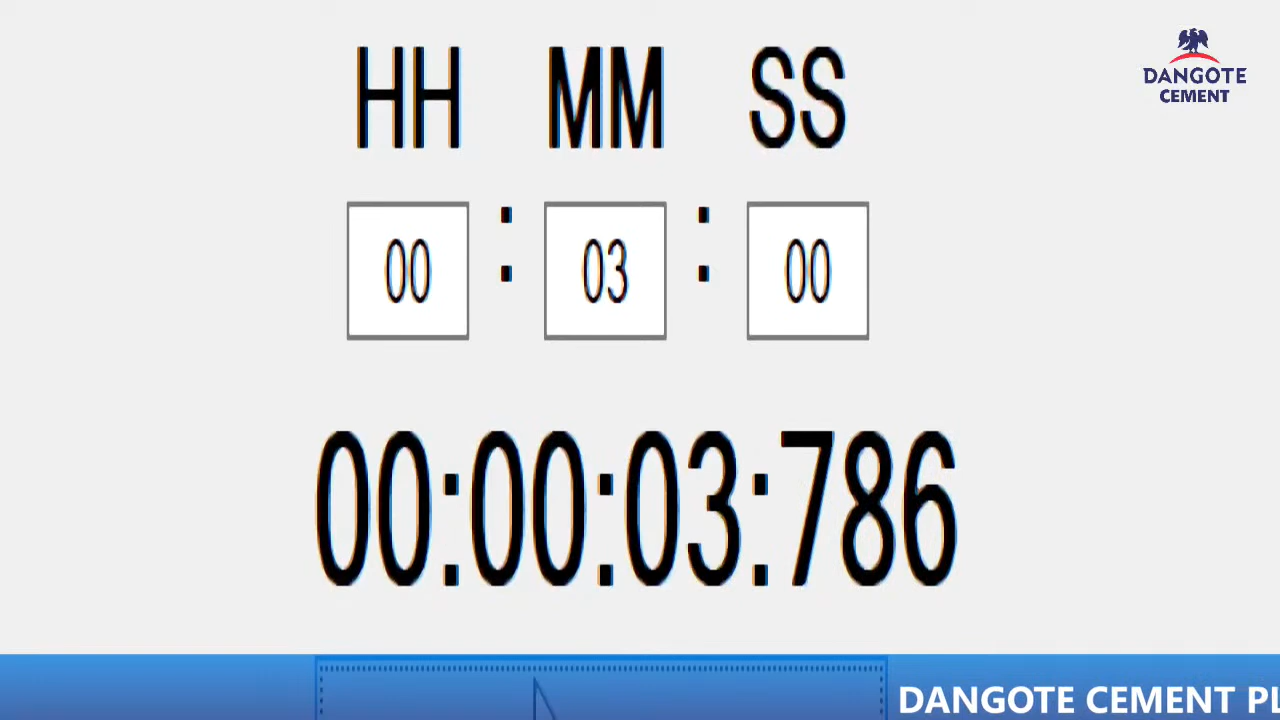 HH MM SS
DANGOTE
CEMENT
00 : 03 : 00
00:00:03:786
DANGOTE CEMENT